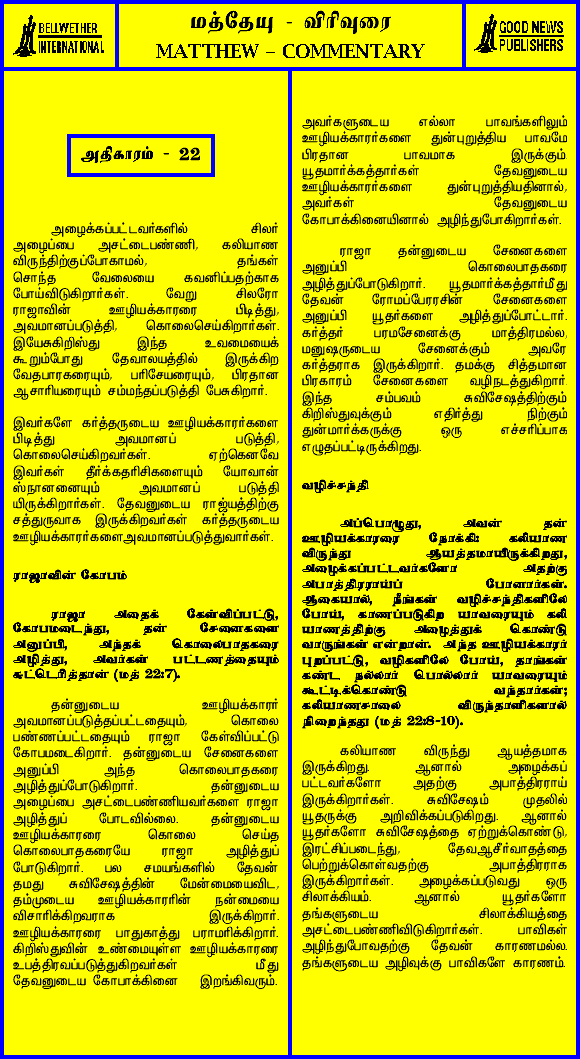 BELLWETHER
INTERNATIONAL
மத்தேயு - விரிவுரை
MATTHEW – COMMENTARY
GOOD NEWS
PUBLISHERS
அதிகாரம் - 22
அழைக்கப்பட்டவர்களில் சிலர்
அழைப்பை அசட்டைபண்ணி, கலியாண
விருந்திற்குப்போகாமல், தங்கள்
சொந்த வேலையை கவனிப்பதற்காக
போய்விடுகிறார்கள். வேறு சிலரோ
ராஜாவின் ஊழியக்காரரை பிடித்து,
அவமானப்படுத்தி, கொலைசெய்கிறார்கள்.
இயேசுகிறிஸ்து இந்த உவமையைக்
கூறும்போது தேவாலயத்தில் இருக்கிற
வேதபாரகரையும், பரிசேயரையும், பிரதான
ஆசாரியரையும் சம்மந்தப்படுத்தி பேசுகிறார்.
இவர்களே கர்த்தருடைய ஊழியக்காரர்களை
பிடித்து அவமானப் படுத்தி,
கொலைசெய்கிறவர்கள். ஏற்கெனவே
இவர்கள் தீர்க்கதரிசிகளையும் யோவான்
ஸ்நானனையும் அவமானப் படுத்தி
யிருக்கிறார்கள். தேவனுடைய ராஜ்யத்திற்கு
சத்துருவாக இருக்கிறவர்கள் கர்த்தருடைய
ஊழியக்காரர்களைஅவமானப்படுத்துவார்கள்.
ராஜாவின் கோபம்
ராஜா அதைக் கேள்விப்பட்டு,
கோபமடைந்து, தன் சேனைகளை
அனுப்பி, அந்தக் கொலைபாதகரை
அழித்து, அவர்கள் பட்டணத்தையும்
சுட்டெரித்தான் (மத் 22:7).
தன்னுடைய ஊழியக்காரர்
அவமானப்படுத்தப்பட்டதையும், கொலை
பண்ணப்பட்டதையும் ராஜா கேள்விப்பட்டு
கோபமடைகிறார். தன்னுடைய சேனைகளை
அனுப்பி அந்த கொலைபாதகரை
அழித்துப்போடுகிறார். தன்னுடைய
அழைப்பை அசட்டைபண்ணியவர்களை ராஜா
அழித்துப் போடவில்லை. தன்னுடைய
ஊழியக்காரரை கொலை செய்த
கொலைபாதகரையே ராஜா அழித்துப்
போடுகிறார். பல சமயங்களில் தேவன்
தமது சுவிசேஷத்தின் மேன்மையைவிட,
தம்முடைய ஊழியக்காரரின் நன்மையை
விசாரிக்கிறவராக இருக்கிறார்.
ஊழியக்காரரை பாதுகாத்து பராமரிக்கிறார்.
கிறிஸ்துவின் உண்மையுள்ள ஊழியக்காரரை
உபத்திரவப்படுத்துகிறவர்கள் மீது
தேவனுடைய கோபாக்கினை இறங்கிவரும்.
அவர்களுடைய எல்லா பாவங்களிலும்
ஊழியக்காரர்களை துன்புறுத்திய பாவமே
பிரதான பாவமாக இருக்கும்.
யூதமார்க்கத்தார்கள் தேவனுடைய
ஊழியக்காரர்களை துன்புறுத்தியதினால்,
அவர்கள் தேவனுடைய
கோபாக்கினையினால் அழிந்துபோகிறார்கள்.
ராஜா தன்னுடைய சேனைகளை
அனுப்பி கொலைபாதகரை
அழித்துப்போடுகிறார். யூதமார்க்கத்தார்மீது
தேவன் ரோமப்பேரரசின் சேனைகளை
அனுப்பி யூதர்களை அழித்துப்போட்டார்.
கர்த்தர் பரமசேனைக்கு மாத்திரமல்ல,
மனுஷருடைய சேனைக்கும் அவரே
கர்த்தராக இருக்கிறார். தமக்கு சித்தமான
பிரகாரம் சேனைகளை வழிநடத்துகிறார்.
இந்த சம்பவம் சுவிசேஷத்திற்கும்
கிறிஸ்துவுக்கும் எதிர்த்து நிற்கும்
துன்மார்க்கருக்கு ஒரு எச்சரிப்பாக
எழுதப்பட்டிருக்கிறது.
வழிச்சந்தி
அப்பொழுது, அவன் தன்
ஊழியக்காரரை நோக்கி: கலியாண
விருந்து ஆயத்தமாயிருக்கிறது,
அழைக்கப்பட்டவர்களோ அதற்கு
அபாத்திரராய்ப் போனார்கள்.
ஆகையால், நீங்கள் வழிச்சந்திகளிலே
போய், காணப்படுகிற யாவரையும் கலி
யாணத்திற்கு அழைத்துக் கொண்டு
வாருங்கள் என்றான். அந்த ஊழியக்காரர்
புறப்பட்டு, வழிகளிலே போய், தாங்கள்
கண்ட நல்லார் பொல்லார் யாவரையும்
கூட்டிக்கொண்டு வந்தார்கள்;
கலியாணசாலை விருந்தாளிகளால்
நிறைந்தது (மத் 22:8-10).
கலியாண விருந்து ஆயத்தமாக
இருக்கிறது. ஆனால் அழைக்கப்
பட்டவர்களோ அதற்கு அபாத்திரராய்
இருக்கிறார்கள். சுவிசேஷம் முதலில்
யூதருக்கு அறிவிக்கப்படுகிறது. ஆனால்
யூதர்களோ சுவிசேஷத்தை ஏற்றுக்கொண்டு,
இரட்சிப்படைந்து, தேவஆசீர்வாதத்தை
பெற்றுக்கொள்வதற்கு அபாத்திரராக
இருக்கிறார்கள். அழைக்கப்படுவது ஒரு
சிலாக்கியம். ஆனால் யூதர்களோ
தங்களுடைய சிலாக்கியத்தை
அசட்டைபண்ணிவிடுகிறார்கள். பாவிகள்
அழிந்துபோவதற்கு தேவன் காரணமல்ல.
தங்களுடைய அழிவுக்கு பாவிகளே காரணம்.